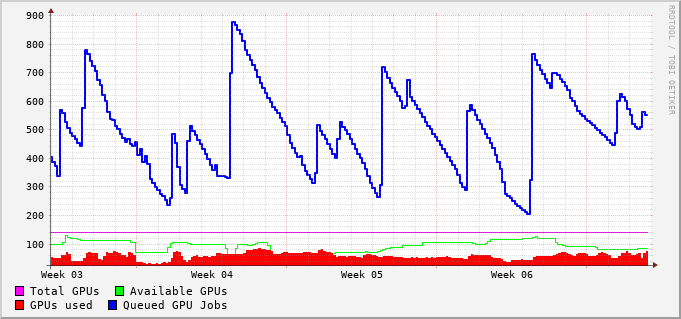 900
800
700
600
500
400
300
200
100
Week 03 Week 04 Week 05 Week 06
Total GPUs Available GPUs
GPUs used Queued GPU Jobs
RRDTOOL / TOBI OETIKER